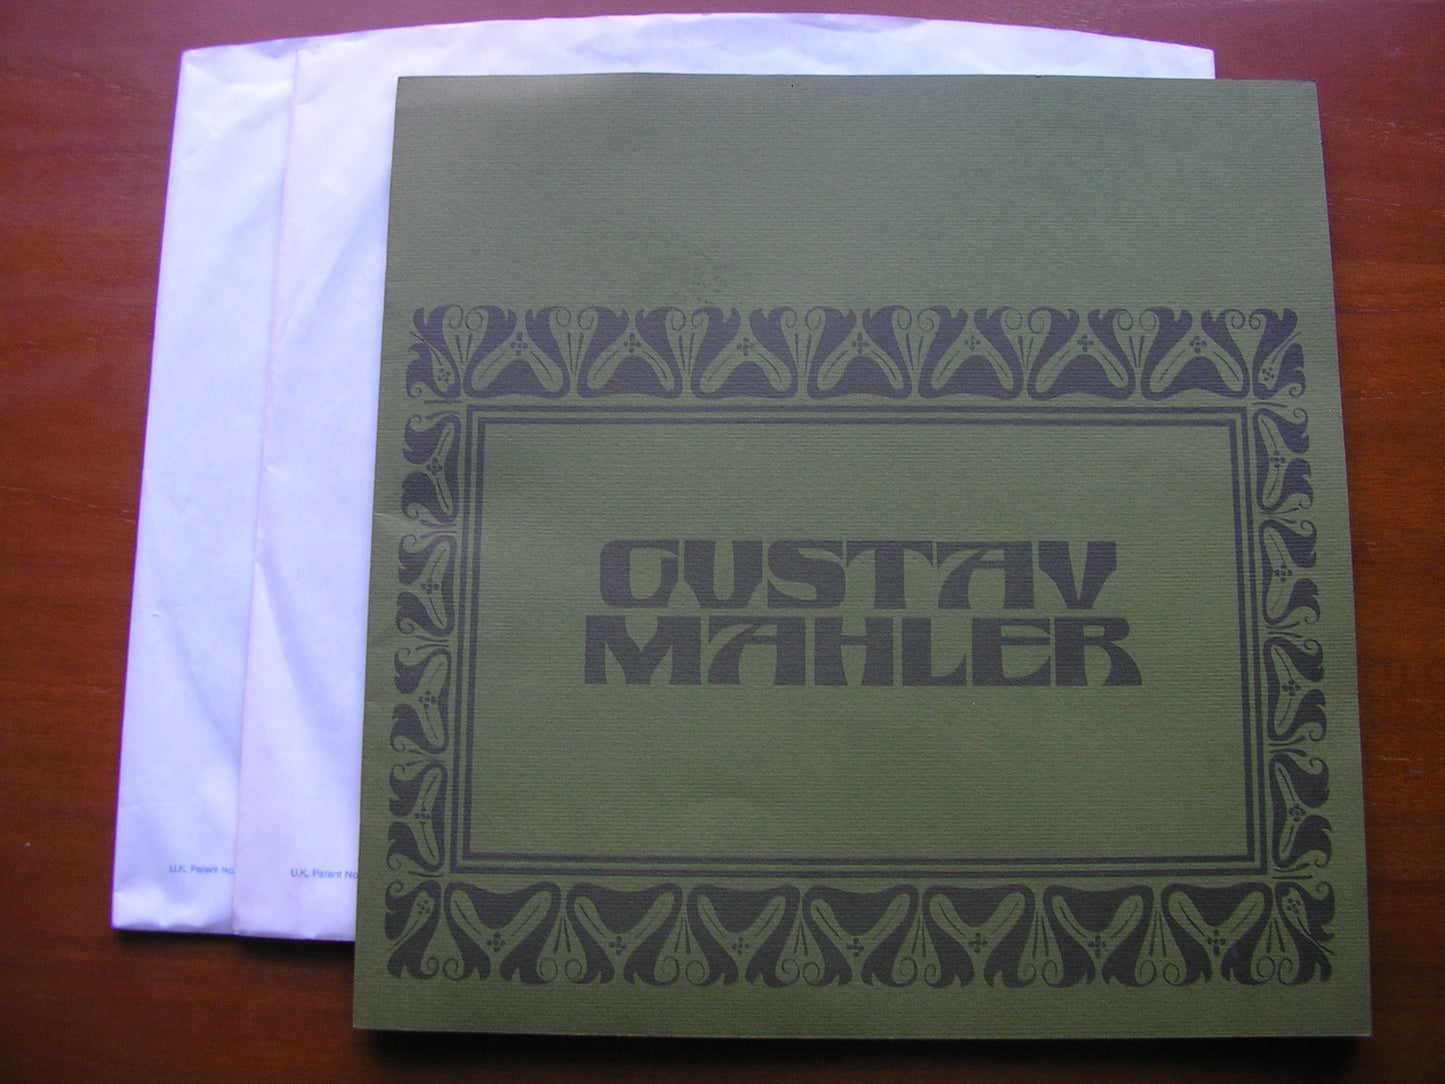 GUSTAV
MAHLER
U.K. Patent No.
U.K. Patent No